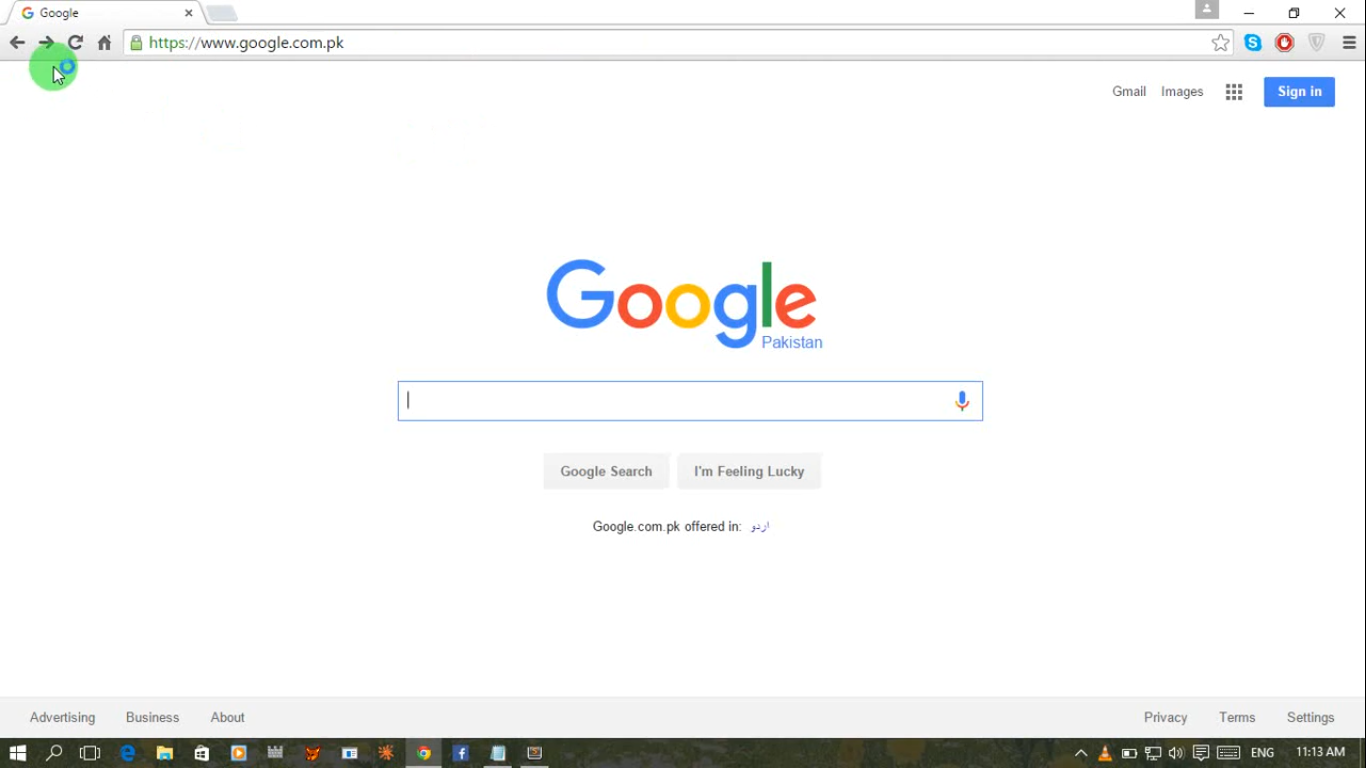 Google
https://www.google.com.pk
Gmail Images Sign in
Google
Pakistan
Google Search I'm Feeling Lucky
Google.com.pk offered in: اردو
Advertising Business About Privacy Terms Settings
ENG 11:13 AM